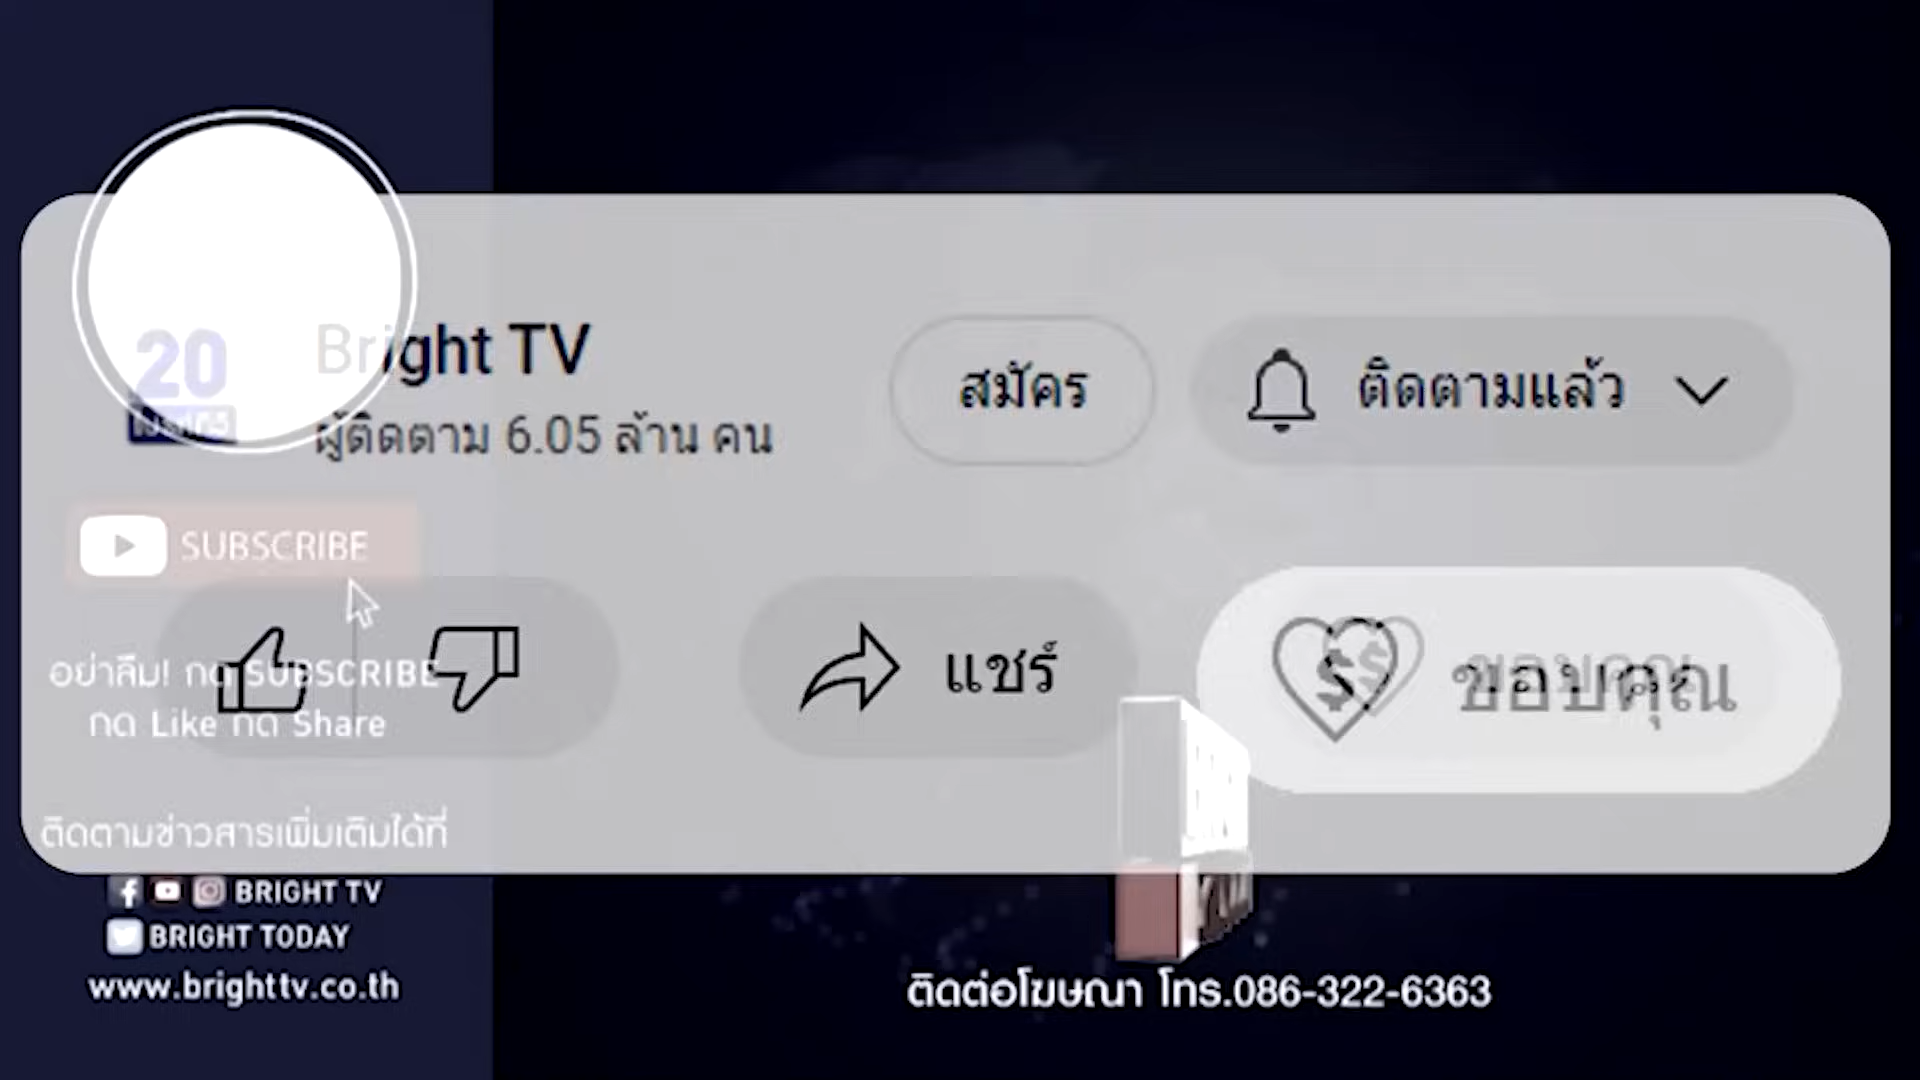 20
Bright TV
ผู้ติดตาม 6.05 ล้าน คน
สมัคร
ติดตามแล้ว
SUBSCRIBE
แชร์
ขอบคุณ
อย่าลืม! กด SUBSCRIBE
กด Like กด Share
ติดตามข่าวสารเพิ่มเติมได้ที่
BRIGHT TV
BRIGHT TODAY
www.brighttv.co.th
ติดต่อโฆษณา โทร.086-322-6363